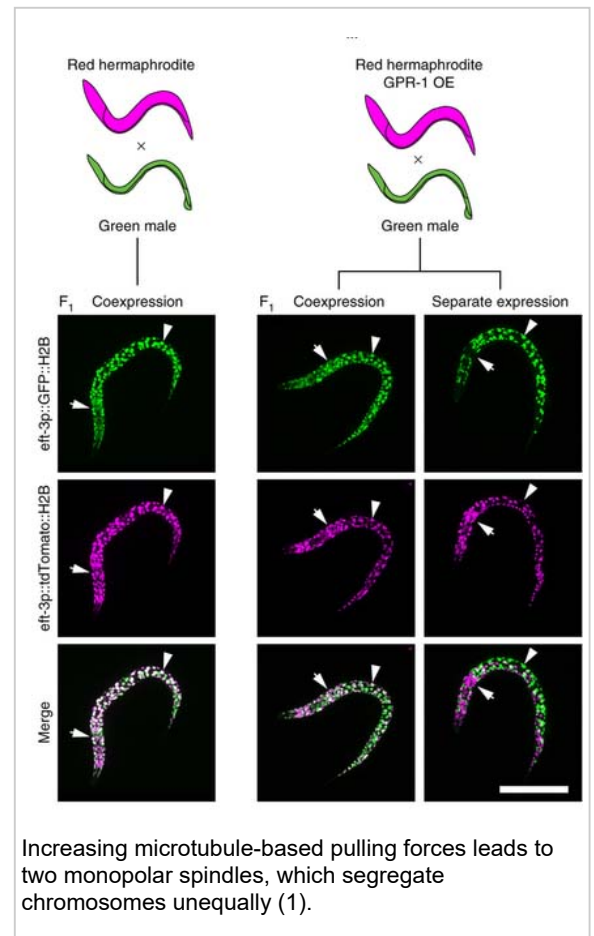 ...
Red hermaphrodite
×
Green male
Red hermaphrodite
GPR-1 OE
×
Green male
F1 Coexpression
F1 Coexpression
Separate expression
eft-3p::GFP::H2B
eft-3p::tdTomato::H2B
Merge
Increasing microtubule-based pulling forces leads to
two monopolar spindles, which segregate
chromosomes unequally (1).